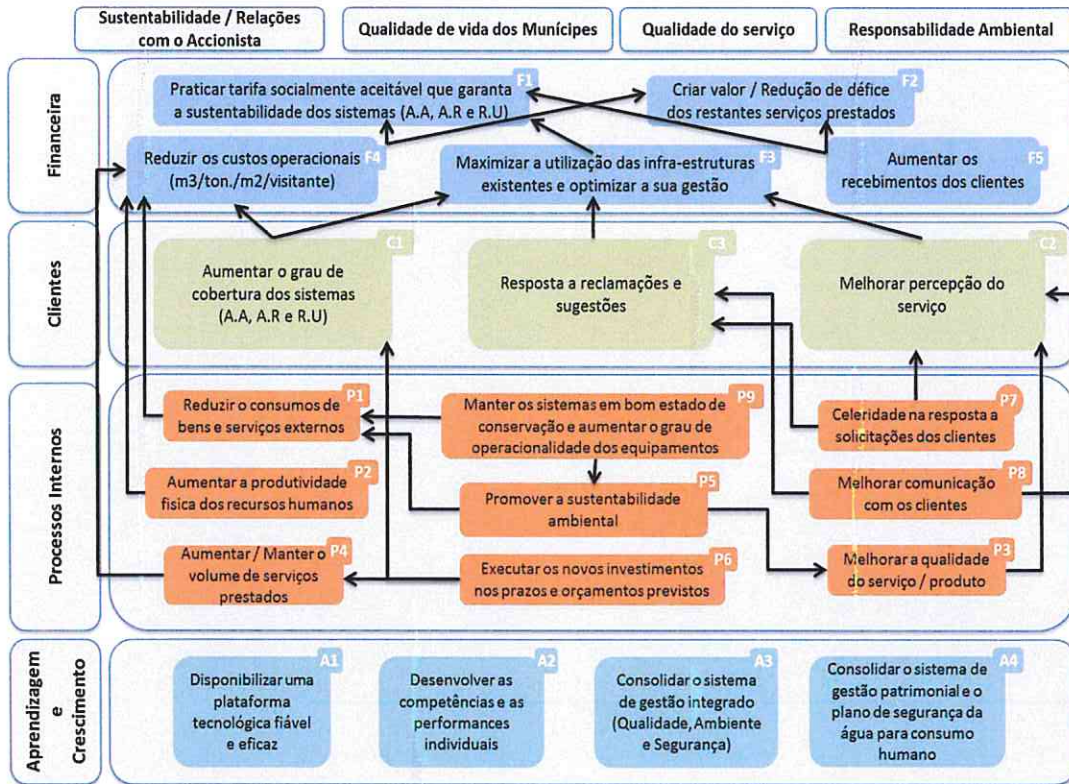 Sustentabilidade / Relações
com o Accionista
Qualidade de vida dos Munícipes
Qualidade do serviço
Responsabilidade Ambiental
Financeira
F1
Praticar tarifa socialmente aceitável que garanta
a sustentabilidade dos sistemas (A.A, A.R e R.U)
F2
Criar valor / Redução de défice
dos restantes serviços prestados
F4
Reduzir os custos operacionais
(m3/ton./m2/visitante)
F3
Maximizar a utilização das infra-estruturas
existentes e optimizar a sua gestão
F5
Aumentar os
recebimentos dos clientes
Clientes
C1
Aumentar o grau de
cobertura dos sistemas
(A.A, A.R e R.U)
C3
Resposta a reclamações e
sugestões
C2
Melhorar percepção do
serviço
Processos Internos
P1
Reduzir o consumos de
bens e serviços externos
P9
Manter os sistemas em bom estado de
conservação e aumentar o grau de
operacionalidade dos equipamentos
P7
Celeridade na resposta a
solicitações dos clientes
P2
Aumentar a produtividade
fisica dos recursos humanos
P5
Promover a sustentabilidade
ambiental
P8
Melhorar comunicação
com os clientes
P4
Aumentar / Manter o
volume de serviços
prestados
P6
Executar os novos investimentos
nos prazos e orçamentos previstos
P3
Melhorar a qualidade
do serviço / produto
Aprendizagem
e
Crescimento
A1
Disponibilizar uma
plataforma
tecnológica fiável
e eficaz
A2
Desenvolver as
competências e as
performances
individuais
A3
Consolidar o sistema
de gestão integrado
(Qualidade, Ambiente
e Segurança)
A4
Consolidar o sistema de
gestão patrimonial e o
plano de segurança da
água para consumo
humano